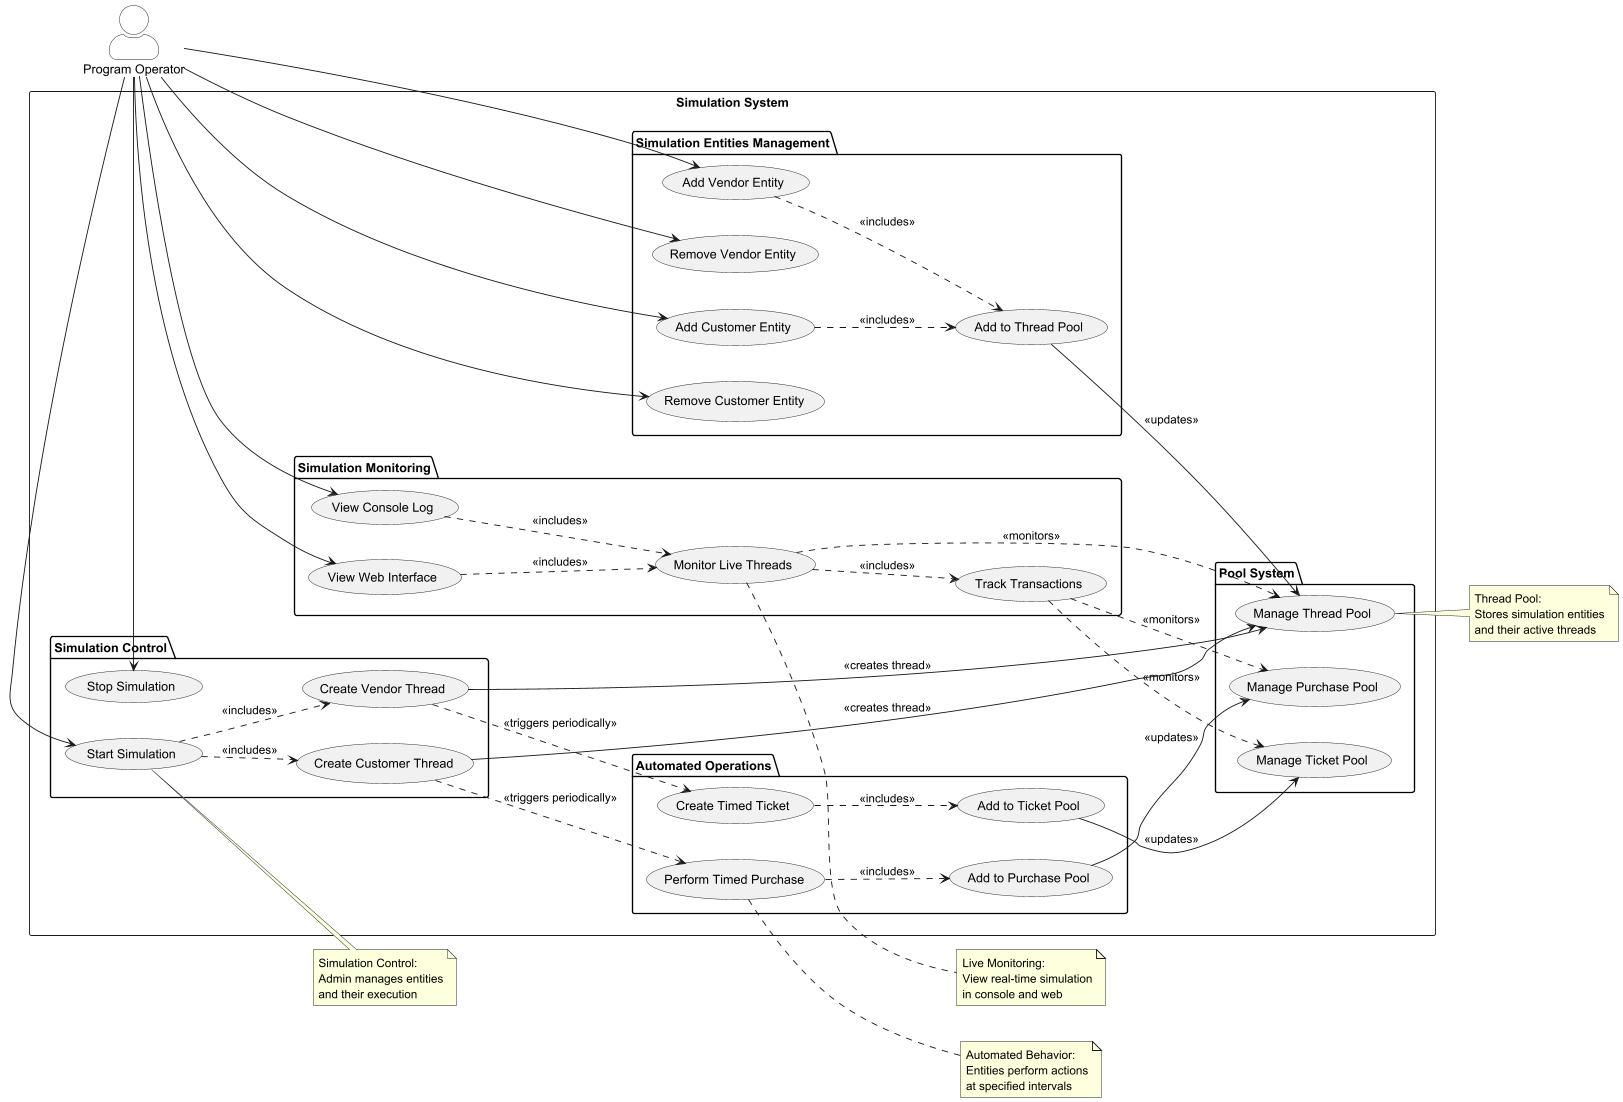 Program Operator
Simulation System
Simulation Entities Management
Add Vendor Entity
«includes»
Remove Vendor Entity
Add Customer Entity
«includes»
Add to Thread Pool
Remove Customer Entity
«updates»
Simulation Monitoring
View Console Log
«includes»
View Web Interface
«includes»
Monitor Live Threads
«monitors»
«includes»
Track Transactions
«monitors»
«monitors»
Pool System
Manage Thread Pool
Manage Purchase Pool
Manage Ticket Pool
Thread Pool:
Stores simulation entities
and their active threads
Simulation Control
Stop Simulation
Create Vendor Thread
«includes»
«creates thread»
Start Simulation
«includes»
Create Customer Thread
«creates thread»
«triggers periodically»
«triggers periodically»
«updates»
Automated Operations
Create Timed Ticket
«includes»
Add to Ticket Pool
«updates»
Perform Timed Purchase
«includes»
Add to Purchase Pool
Simulation Control:
Admin manages entities
and their execution
Live Monitoring:
View real-time simulation
in console and web
Automated Behavior:
Entities perform actions
at specified intervals